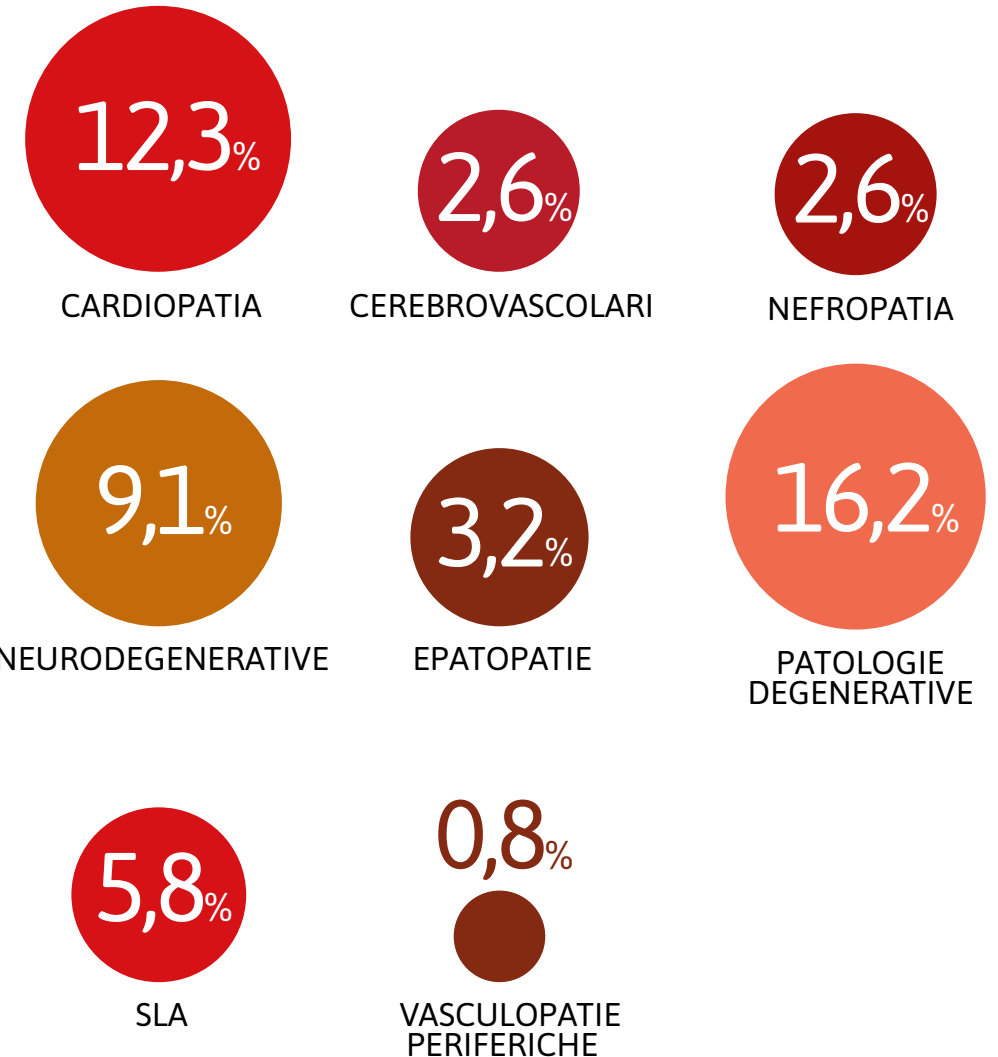 12,3%
CARDIOPATIA
2,6%
CEREBROVASCOLARI
2,6%
NEFROPATIA
9,1%
NEURODEGENERATIVE
3,2%
EPATOPATIE
16,2%
PATOLOGIE
DEGENERATIVE
5,8%
SLA
0,8%
VASCULOPATIE
PERIFERICHE